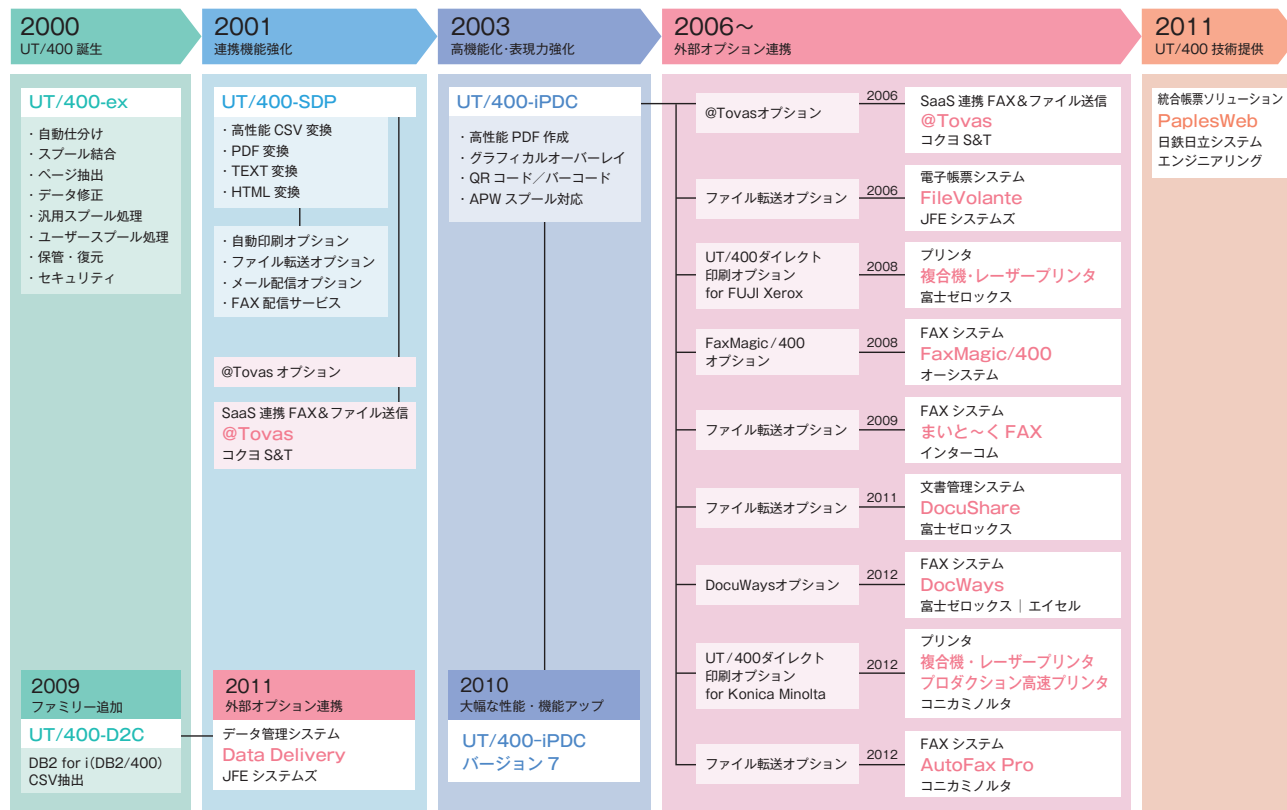 2000
UT/400 誕生
UT/400-ex
・自動仕分け
・スプール結合
・ページ抽出
・データ修正
・汎用スプール処理
・ユーザースプール処理
・保管・復元
・セキュリティ
2009
ファミリー追加
UT/400-D2C
DB2 for i(DB2/400)
CSV抽出
2001
連携機能強化
UT/400-SDP
・高性能 CSV 変換
・PDF 変換
・TEXT 変換
・HTML 変換
・自動印刷オプション
・ファイル転送オプション
・メール配信オプション
・FAX 配信サービス
@Tovas オプション
SaaS 連携 FAX＆ファイル送信
@Tovas
コクヨ S&T
2011
外部オプション連携
データ管理システム
Data Delivery
JFE システムズ
2003
高機能化・表現力強化
UT/400-iPDC
・高性能 PDF 作成
・グラフィカルオーバーレイ
・QR コード／バーコード
・APW スプール対応
2010
大幅な性能・機能アップ
UT/400-iPDC
バージョン 7
2006～
外部オプション連携
@Tovasオプション
2006
SaaS 連携 FAX＆ファイル送信
@Tovas
コクヨ S&T
ファイル転送オプション
2006
電子帳票システム
FileVolante
JFE システムズ
UT/400ダイレクト
印刷オプション
for FUJI Xerox
2008
プリンタ
複合機・レーザープリンタ
富士ゼロックス
FaxMagic/400
オプション
2008
FAX システム
FaxMagic/400
オーシステム
ファイル転送オプション
2009
FAX システム
まいと～く FAX
インターコム
ファイル転送オプション
2011
文書管理システム
DocuShare
富士ゼロックス
DocuWaysオプション
2012
FAX システム
DocWays
富士ゼロックス｜エイセル
UT/400ダイレクト
印刷オプション
for Konica Minolta
2012
プリンタ
複合機・レーザープリンタ
プロダクション高速プリンタ
コニカミノルタ
ファイル転送オプション
2012
FAX システム
AutoFax Pro
コニカミノルタ
2011
UT/400 技術提供
統合帳票ソリューション
PaplesWeb
日鉄日立システム
エンジニアリング